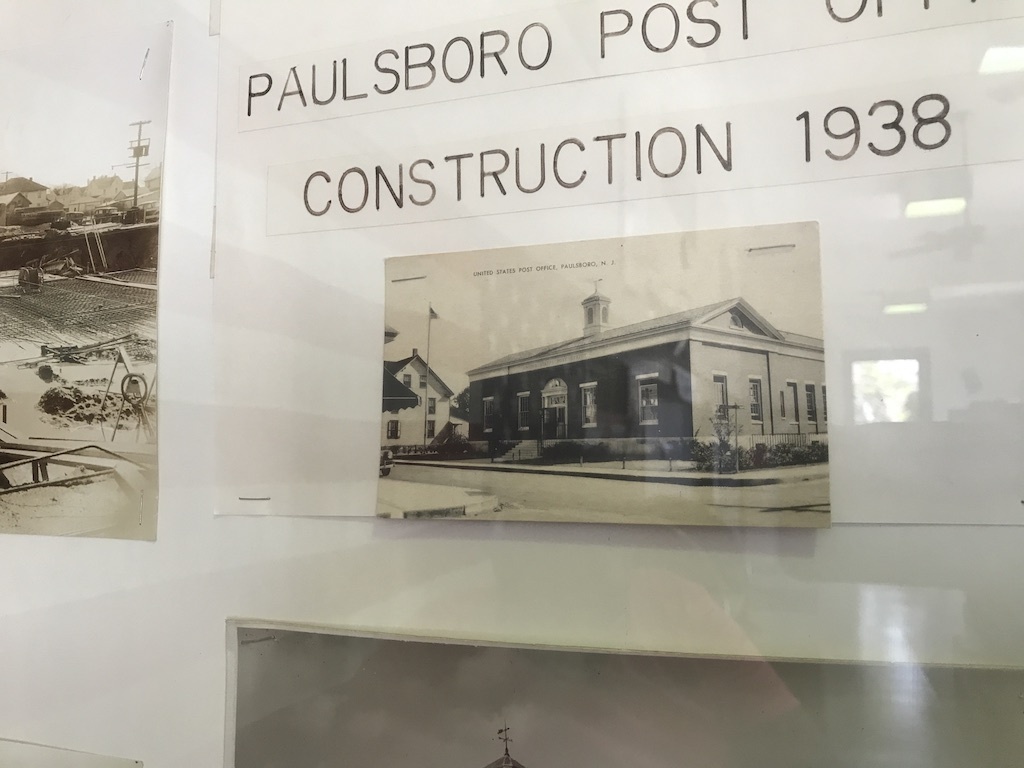 PAULSBORO POST
CONSTRUCTION 1938
UNITED STATES POST OFFICE, PAULSBORO, N. J.